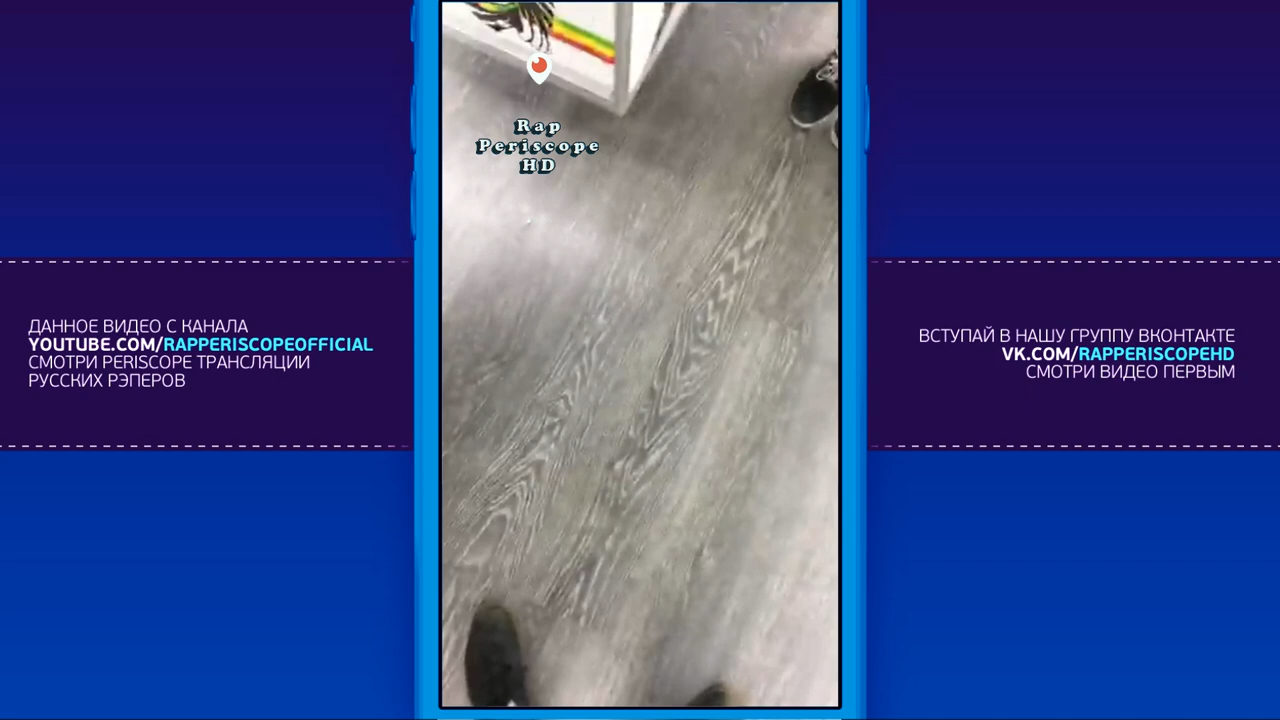 Rap
Periscope
HD
ДАННОЕ ВИДЕО С КАНАЛА
YOUTUBE.COM/RAPPERISCOPEOFFICIAL
СМОТРИ PERISCOPE ТРАНСЛЯЦИИ
РУССКИХ РЭПЕРОВ
ВСТУПАЙ В НАШУ ГРУППУ ВКОНТАКТЕ
VK.COM/RAPPERISCOPEHD
СМОТРИ ВИДЕО ПЕРВЫМ